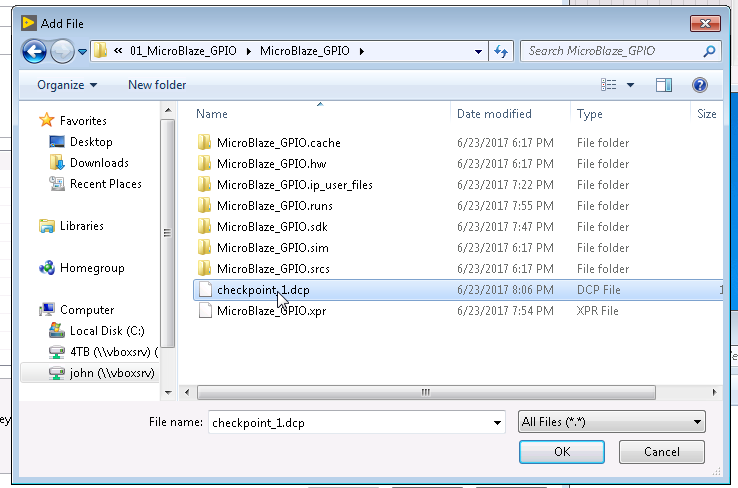 Add File
« 01_MicroBlaze_GPIO MicroBlaze_GPIO Search MicroBlaze_GPIO
Organize New folder
Name Date modified Type Size
Favorites
Desktop
Downloads
Recent Places
Libraries
Homegroup
Computer
Local Disk (C:)
4TB (\\vboxsrv) (
john (\\vboxsrv)
MicroBlaze_GPIO.cache 6/23/2017 6:17 PM File folder
MicroBlaze_GPIO.hw 6/23/2017 6:17 PM File folder
MicroBlaze_GPIO.ip_user_files 6/23/2017 7:22 PM File folder
MicroBlaze_GPIO.runs 6/23/2017 7:55 PM File folder
MicroBlaze_GPIO.sdk 6/23/2017 7:47 PM File folder
MicroBlaze_GPIO.sim 6/23/2017 6:17 PM File folder
MicroBlaze_GPIO.srcs 6/23/2017 6:17 PM File folder
checkpoint_1.dcp 6/23/2017 8:06 PM DCP File 1
MicroBlaze_GPIO.xpr 6/23/2017 7:54 PM XPR File
File name: checkpoint_1.dcp All Files (*.*)
OK Cancel